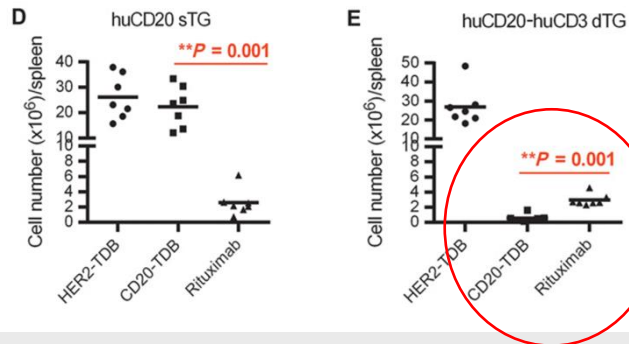 D
huCD20 sTG
**P = 0.001
Cell number (x10⁶)/spleen
40
30
20
10
8
6
4
2
0
HER2-TDB
CD20-TDB
Rituximab
E
huCD20-huCD3 dTG
**P = 0.001
Cell number (x10⁶)/spleen
50
40
30
20
10
8
6
4
2
0
HER2-TDB
CD20-TDB
Rituximab